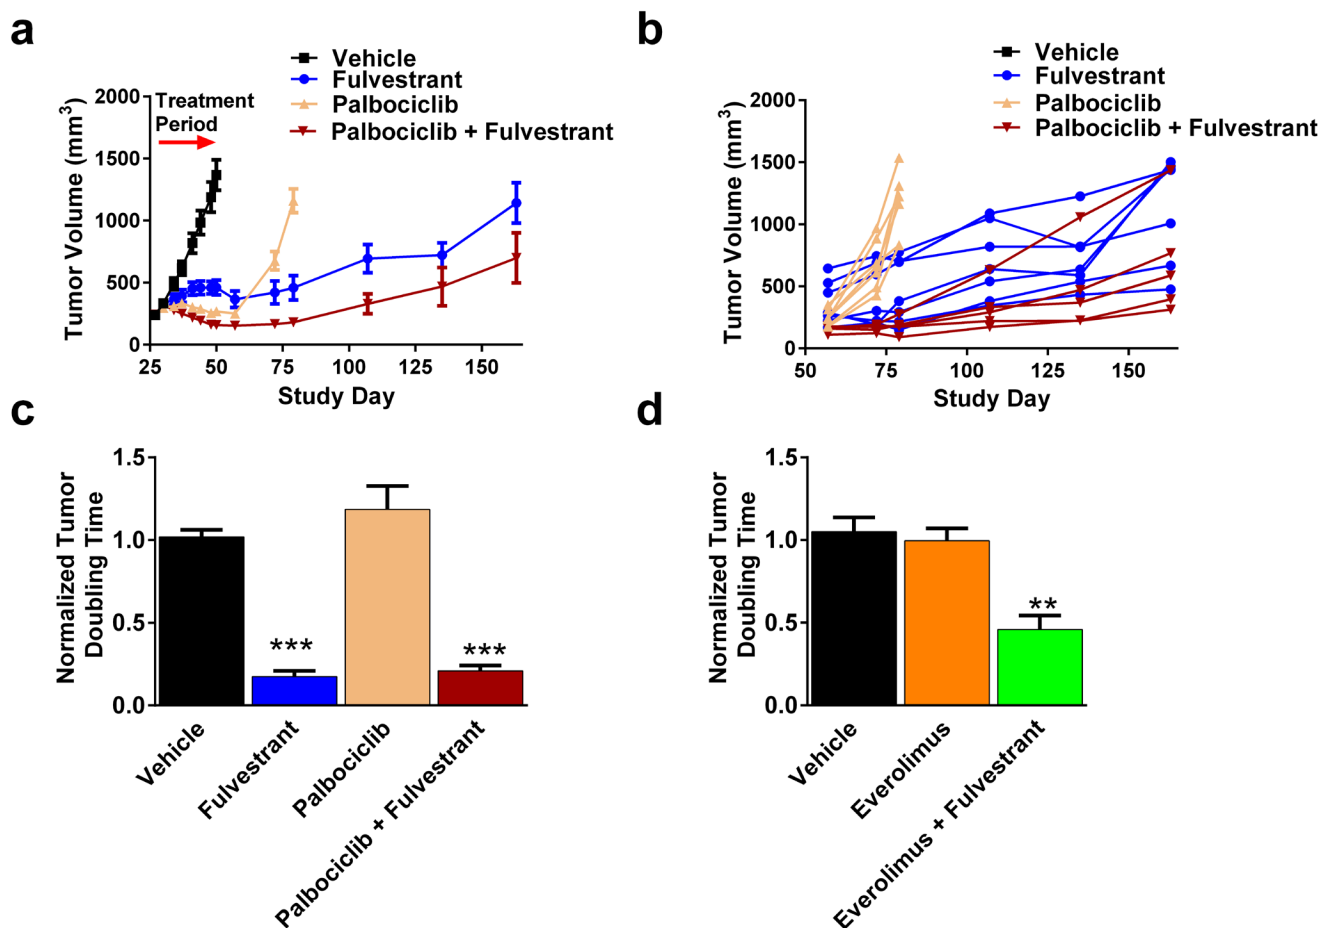 a
Vehicle
Fulvestrant
Palbociclib
Palbociclib + Fulvestrant
Treatment
Period
Tumor Volume (mm3)
2000
1500
1000
500
0
25 50 75 100 125 150
Study Day
b
Vehicle
Fulvestrant
Palbociclib
Palbociclib + Fulvestrant
Tumor Volume (mm3)
2000
1500
1000
500
0
50 75 100 125 150
Study Day
c
Normalized Tumor
Doubling Time
1.5
1.0
0.5
0.0
***
***
Vehicle
Fulvestrant
Palbociclib
Palbociclib + Fulvestrant
d
Normalized Tumor
Doubling Time
1.5
1.0
0.5
0.0
**
Vehicle
Everolimus
Everolimus + Fulvestrant